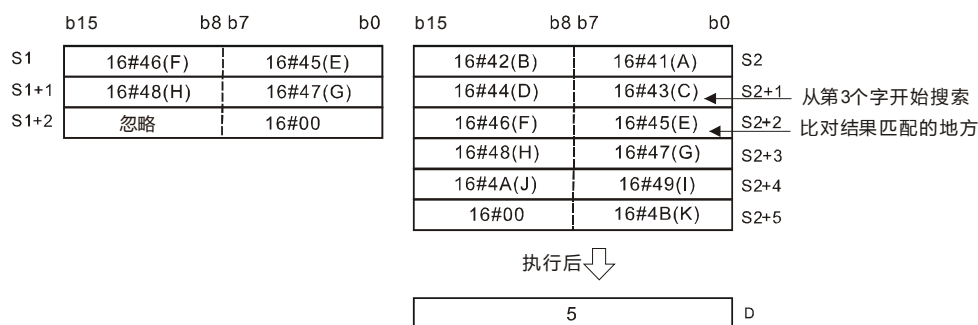 b15 b8 b7 b0 b15 b8 b7 b0
S1 16#46(F) 16#45(E) 16#42(B) 16#41(A) S2
S1+1 16#48(H) 16#47(G) 16#44(D) 16#43(C) S2+1 从第3个字开始搜索
S1+2 忽略 16#00 16#46(F) 16#45(E) S2+2 比对结果匹配的地方
16#48(H) 16#47(G) S2+3
16#4A(J) 16#49(I) S2+4
16#00 16#4B(K) S2+5
执行后
5 D